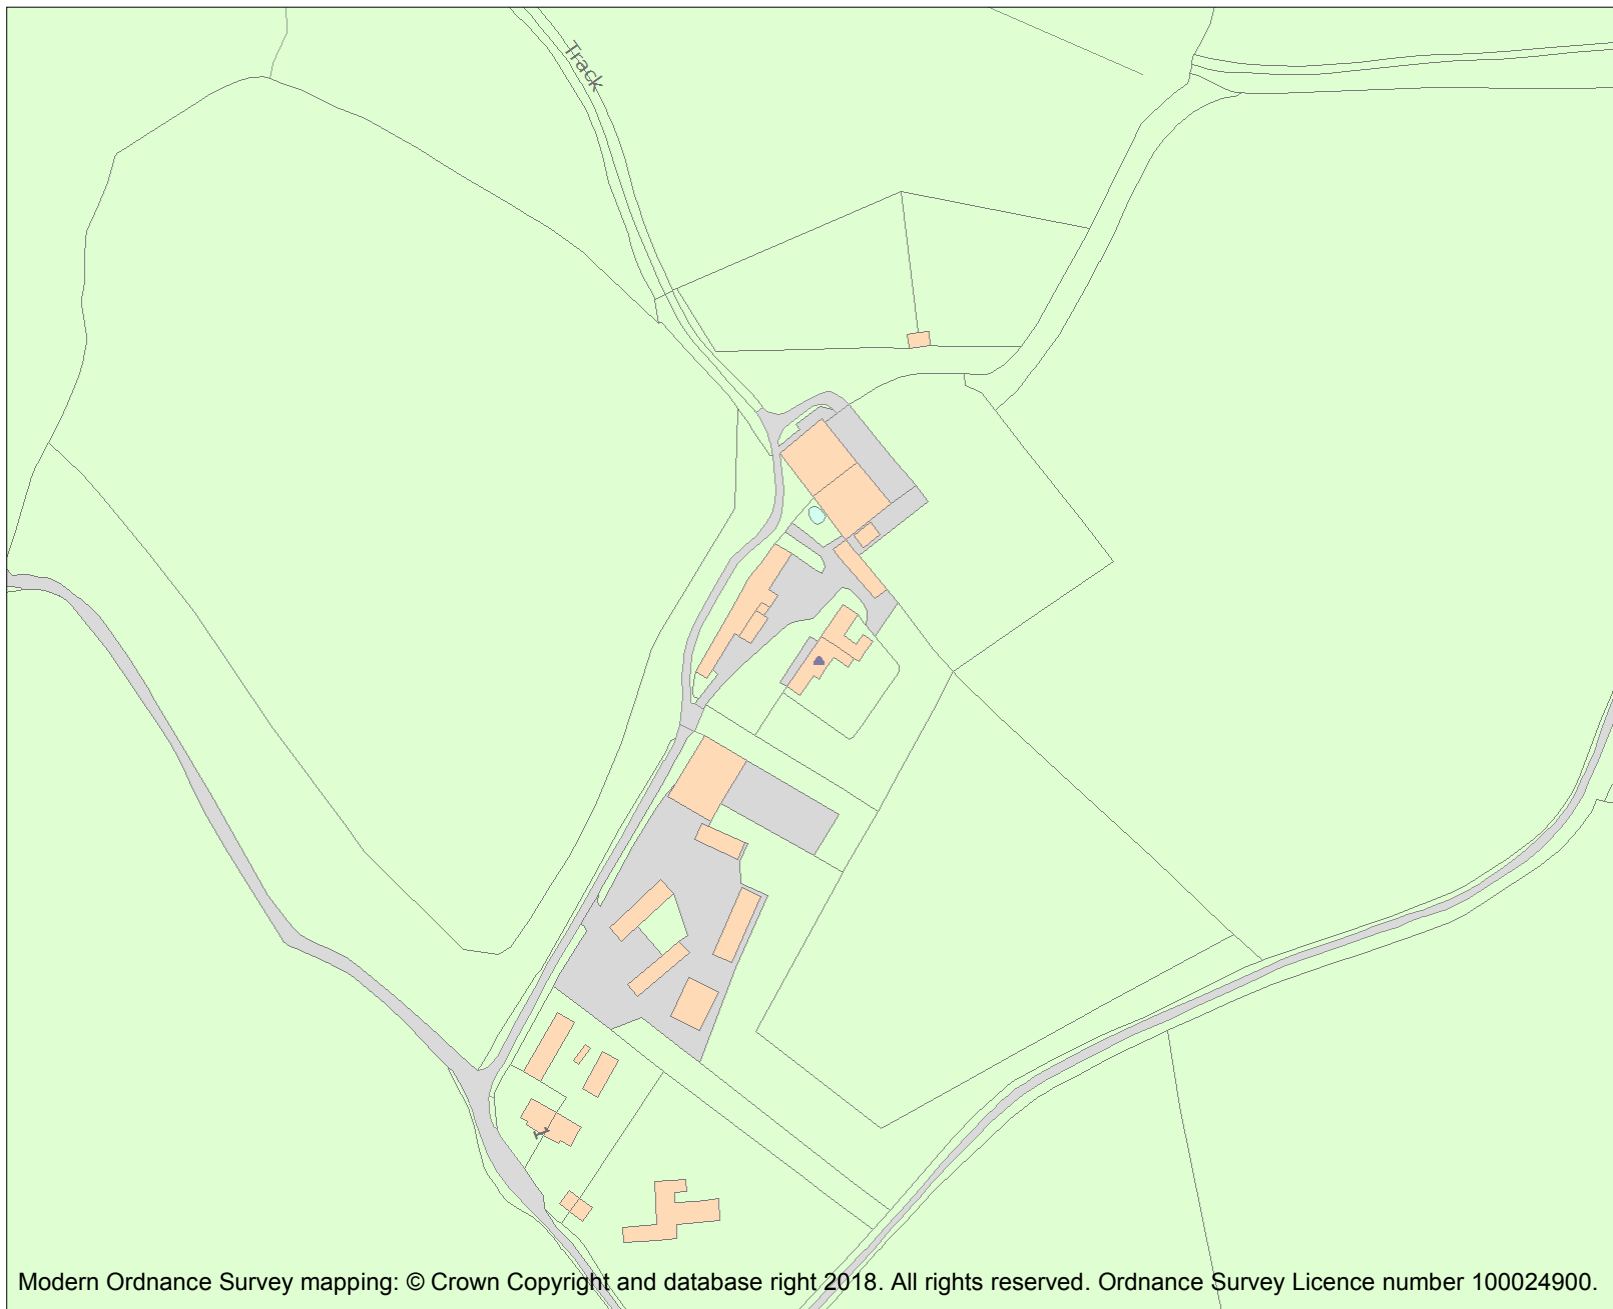 Track
1
Modern Ordnance Survey mapping: © Crown Copyright and database right 2018. All rights reserved. Ordnance Survey Licence number 100024900.